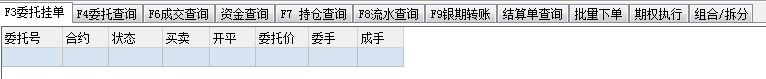 F3委托挂单 F4委托查询 F6成交查询 资金查询 F7 持仓查询 F8流水查询 F9银期转账 结算单查询 批量下单 期权执行 组合/拆分
委托号 合约 状态 买卖 开平 委托价 委手 成手